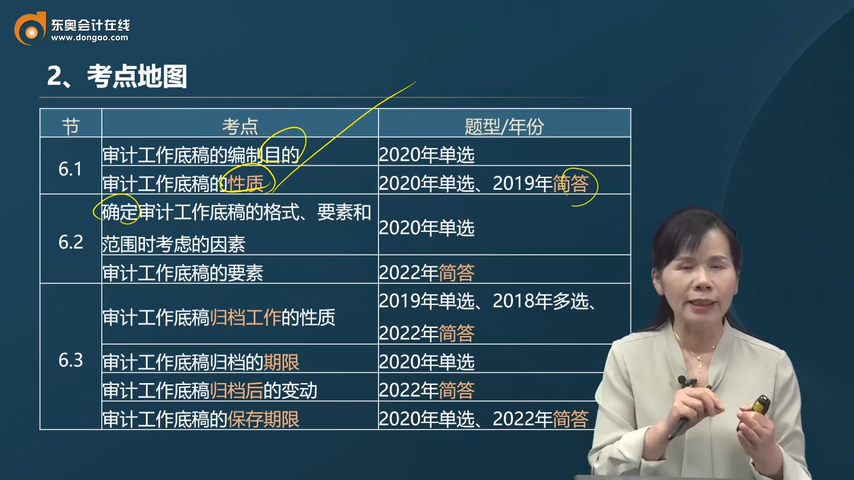 东奥会计在线
www.dongao.com
2、考点地图
节 考点 题型/年份
6.1 审计工作底稿的编制目的 2020年单选
审计工作底稿的性质 2020年单选、2019年简答
6.2 确定审计工作底稿的格式、要素和
范围时考虑的因素 2020年单选
审计工作底稿的要素 2022年简答
6.3 审计工作底稿归档工作的性质 2019年单选、2018年多选、
2022年简答
审计工作底稿归档的期限 2020年单选
审计工作底稿归档后的变动 2022年简答
审计工作底稿的保存期限 2020年单选、2022年简答